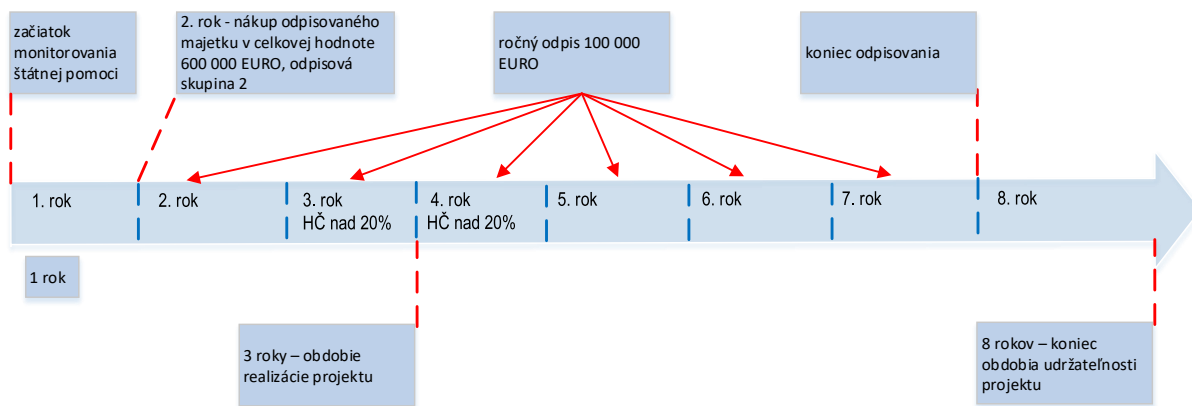 začiatok
monitorovania
štátnej pomoci
2. rok - nákup odpisovaného
majetku v celkovej hodnote
600 000 EURO, odpisová
skupina 2
ročný odpis 100 000
EURO
koniec odpisovania
1. rok
2. rok
3. rok
HČ nad 20%
4. rok
HČ nad 20%
5. rok
6. rok
7. rok
8. rok
1 rok
3 roky – obdobie
realizácie projektu
8 rokov – koniec
obdobia udržateľnosti
projektu